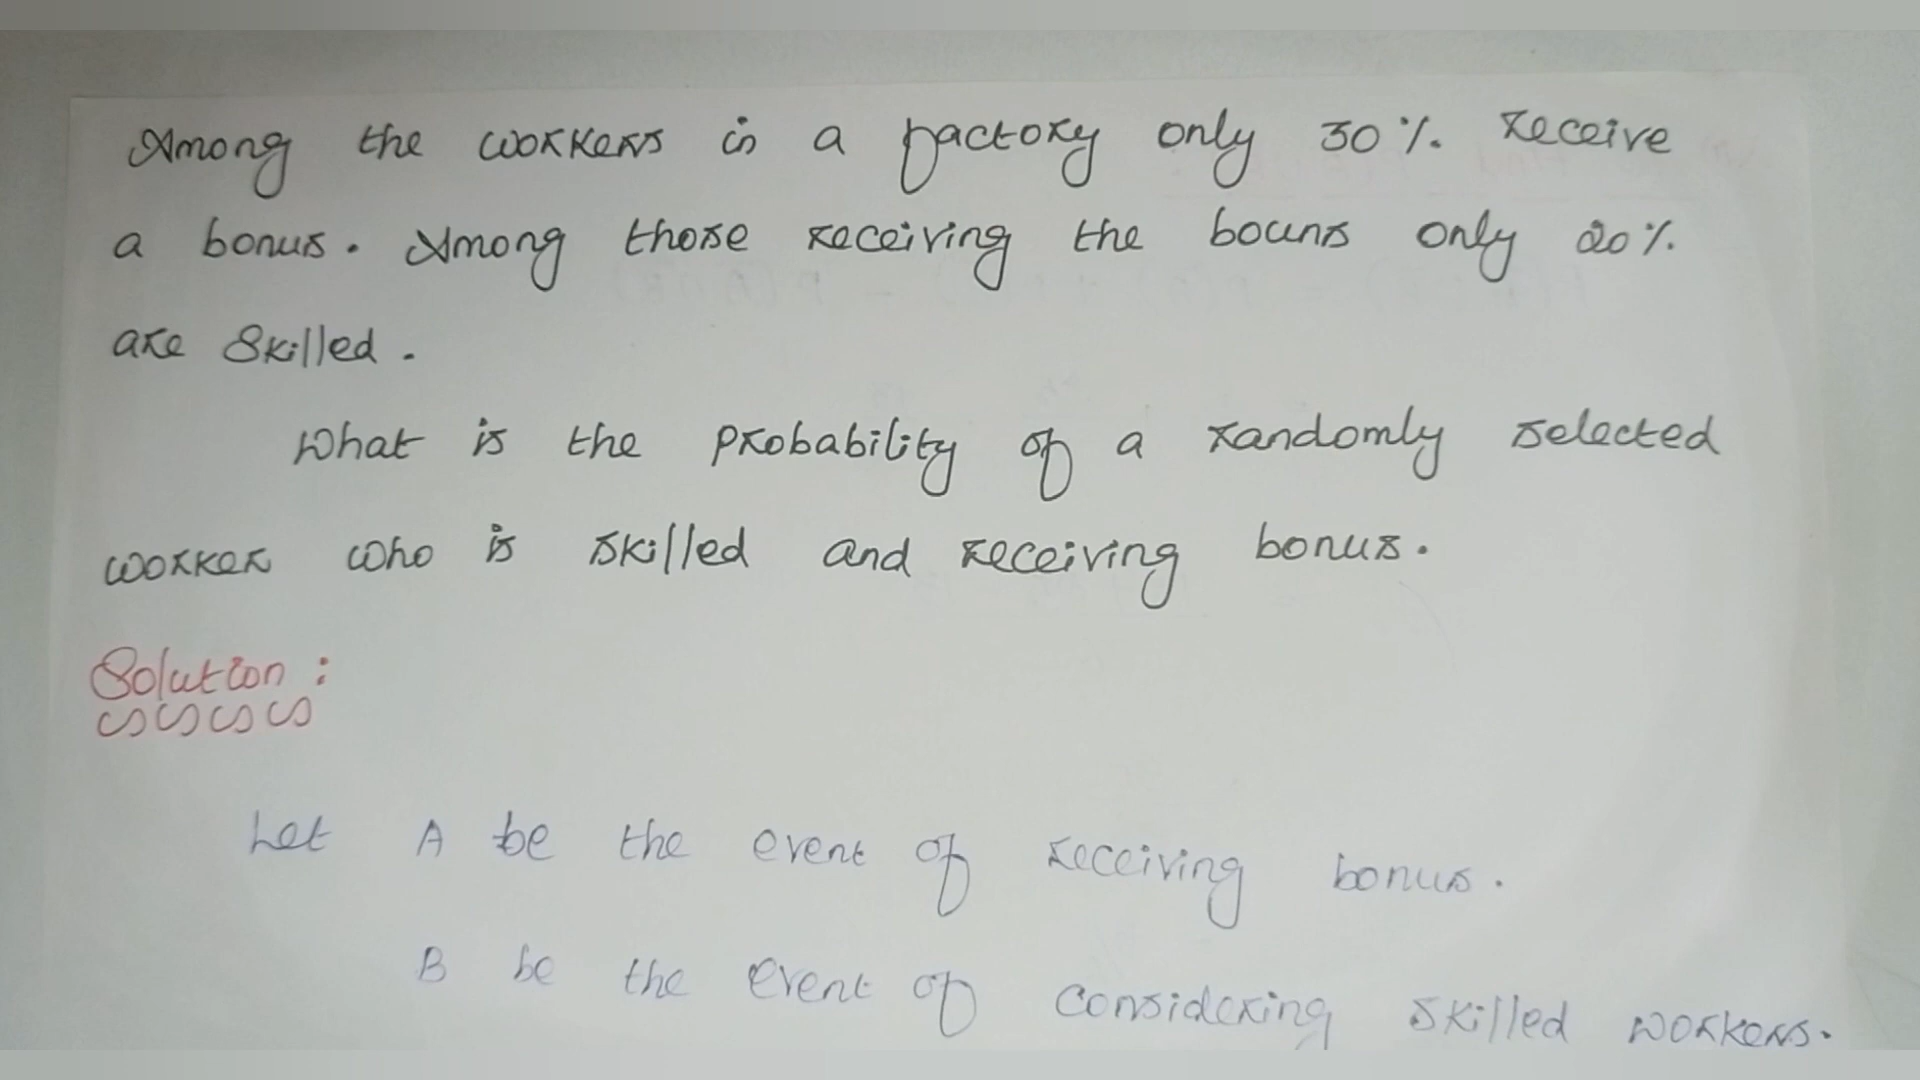 Among the workers in a factory only 30%. receive
a bonus. Among those receiving the bouns only 20%.
are Skilled.
What is the probability of a randomly selected
worker who is skilled and receiving bonus.
Solution:
Let A be the event of receiving bonus.
B be the event of considering skilled workers.